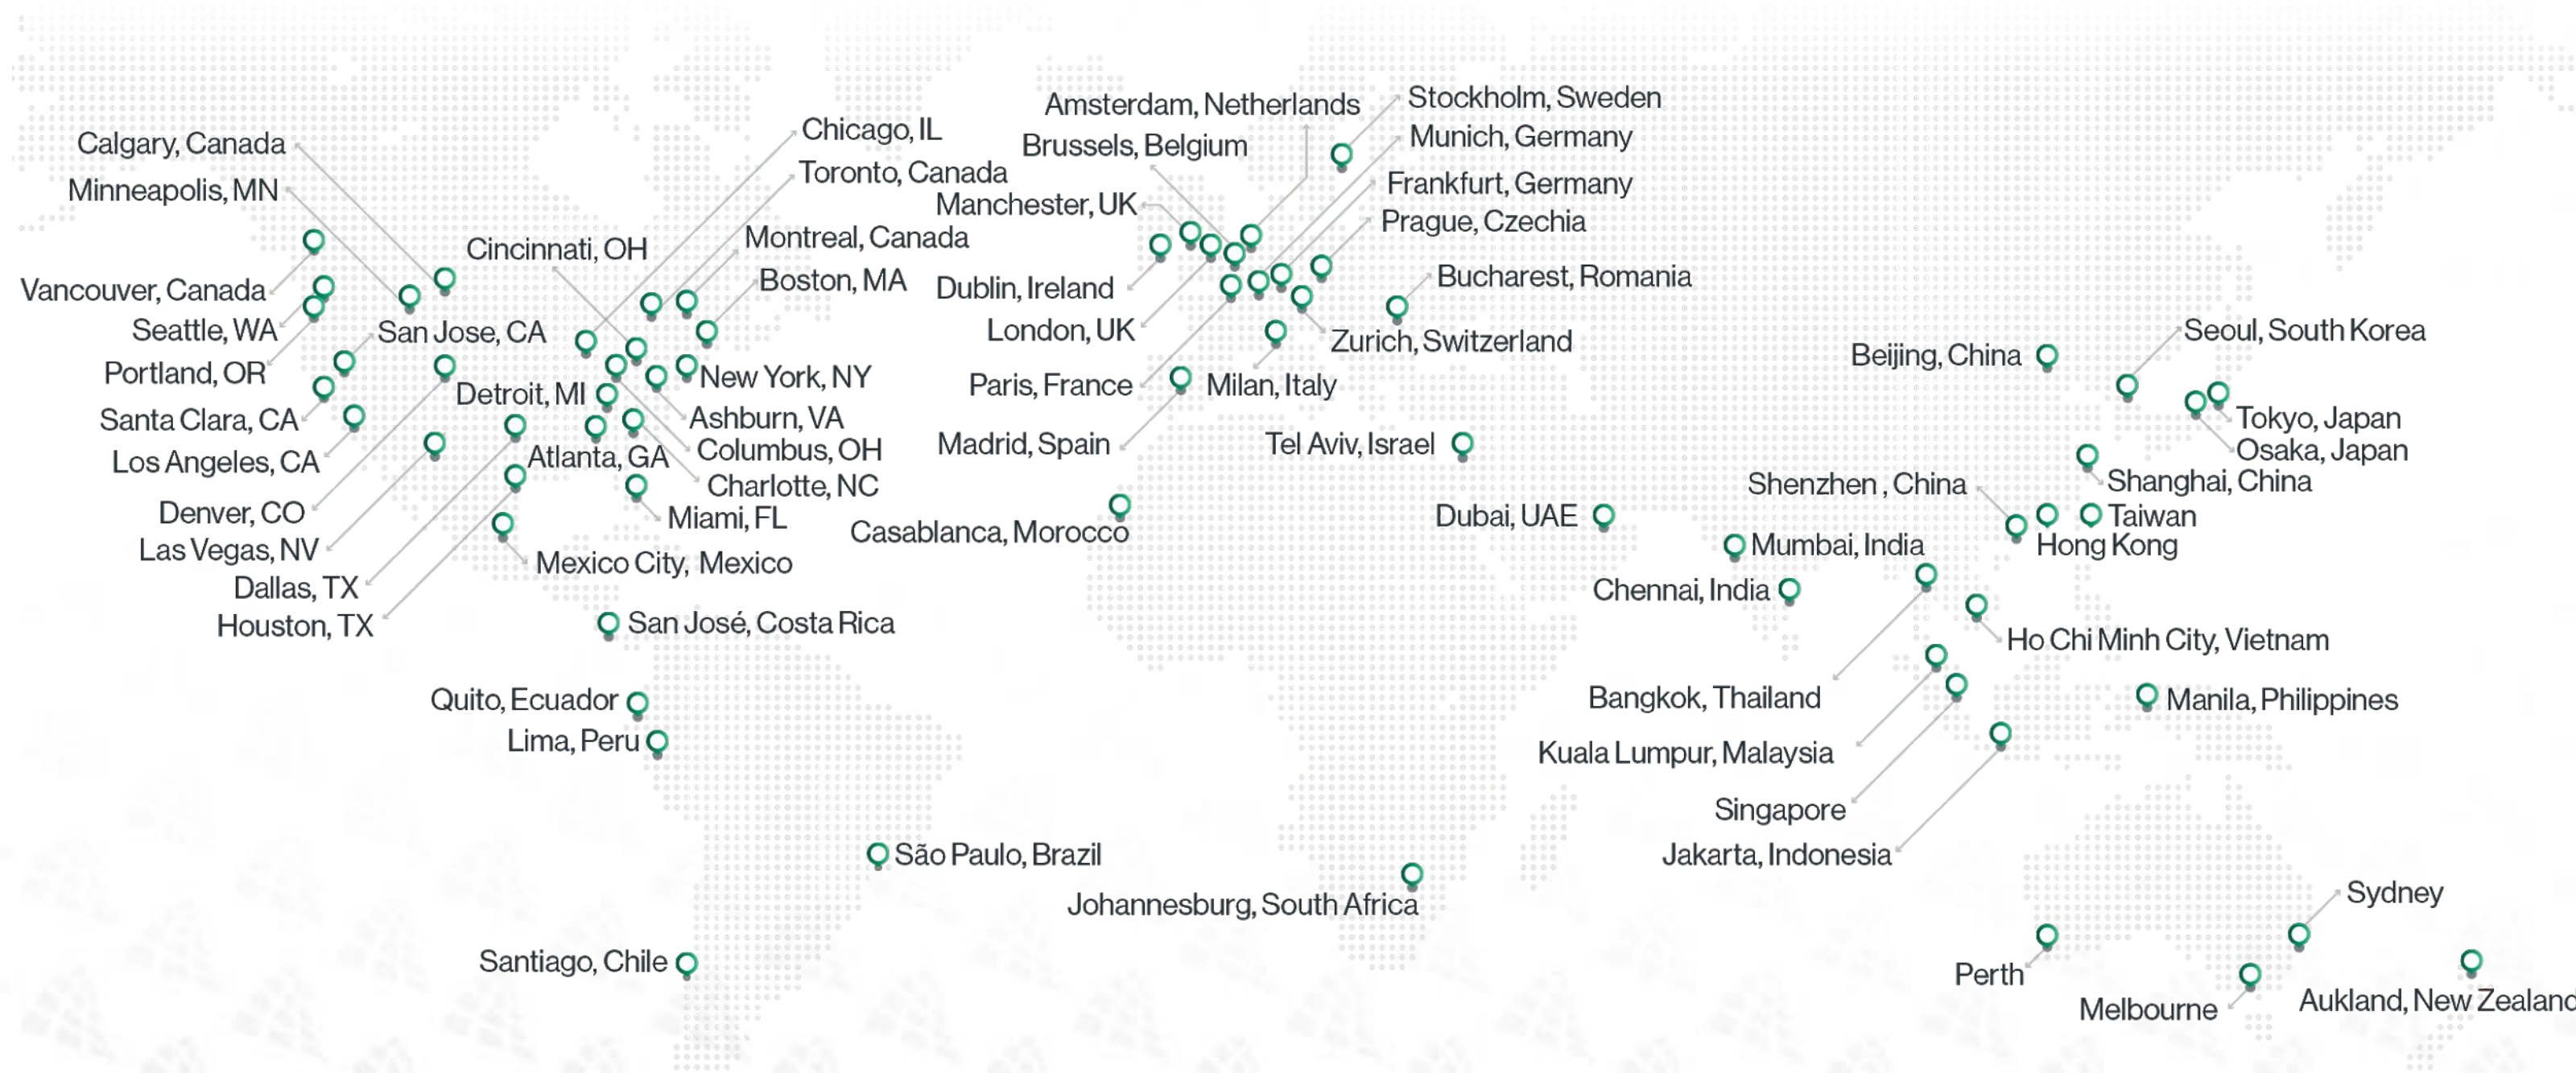 Calgary, Canada
Minneapolis, MN
Vancouver, Canada
Seattle, WA
Portland, OR
Santa Clara, CA
Los Angeles, CA
Denver, CO
Las Vegas, NV
Dallas, TX
Houston, TX
Cincinnati, OH
San Jose, CA
Detroit, MI
Atlanta, GA
Chicago, IL
Toronto, Canada
Montreal, Canada
Boston, MA
New York, NY
Ashburn, VA
Columbus, OH
Charlotte, NC
Miami, FL
Mexico City, Mexico
San José, Costa Rica
Quito, Ecuador
Lima, Peru
São Paulo, Brazil
Santiago, Chile
Amsterdam, Netherlands
Brussels, Belgium
Manchester, UK
Dublin, Ireland
London, UK
Paris, France
Madrid, Spain
Casablanca, Morocco
Stockholm, Sweden
Munich, Germany
Frankfurt, Germany
Prague, Czechia
Bucharest, Romania
Zurich, Switzerland
Milan, Italy
Tel Aviv, Israel
Dubai, UAE
Johannesburg, South Africa
Mumbai, India
Chennai, India
Beijing, China
Seoul, South Korea
Tokyo, Japan
Osaka, Japan
Shanghai, China
Shenzhen , China
Taiwan
Hong Kong
Ho Chi Minh City, Vietnam
Bangkok, Thailand
Manila, Philippines
Kuala Lumpur, Malaysia
Singapore
Jakarta, Indonesia
Sydney
Perth
Melbourne
Aukland, New Zealand